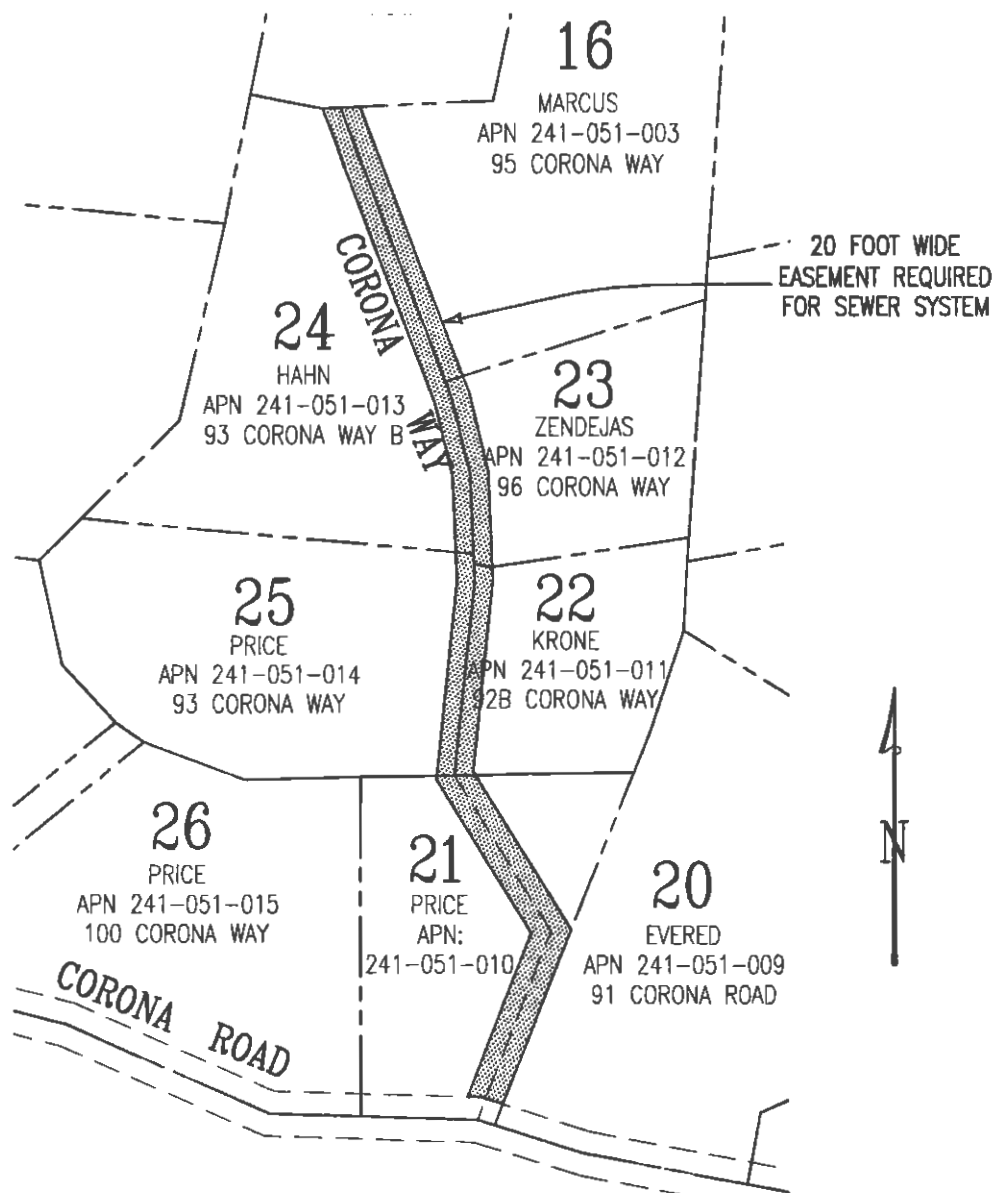 16
MARCUS
APN 241-051-003
95 CORONA WAY
20 FOOT WIDE
EASEMENT REQUIRED
FOR SEWER SYSTEM
CORONA WAY
24
HAHN
APN 241-051-013
93 CORONA WAY B
23
ZENDEJAS
APN 241-051-012
96 CORONA WAY
25
PRICE
APN 241-051-014
93 CORONA WAY
22
KRONE
APN 241-051-011
92B CORONA WAY
26
PRICE
APN 241-051-015
100 CORONA WAY
21
PRICE
APN:
241-051-010
20
EVERED
APN 241-051-009
91 CORONA ROAD
N
CORONA ROAD